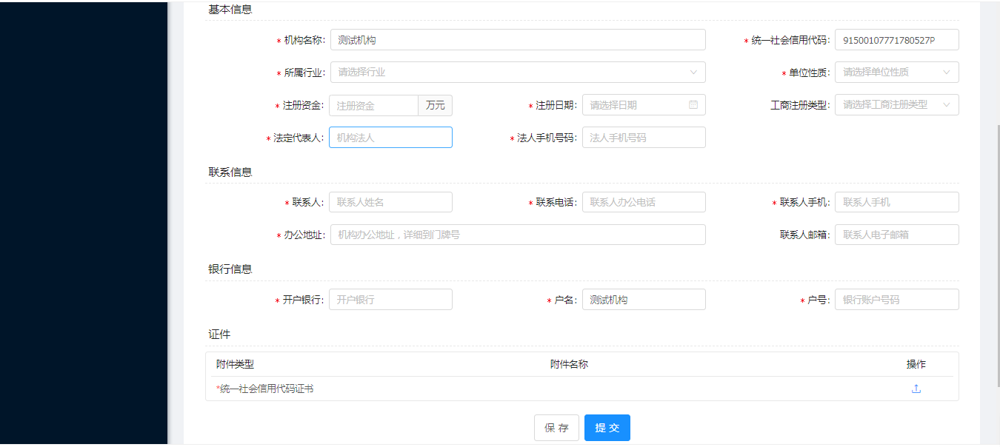 基本信息
* 机构名称: 测试机构 * 统一社会信用代码: 91500107771780527P
* 所属行业: 请选择行业 * 单位性质: 请选择单位性质
* 注册资金: 注册资金 万元 * 注册日期: 请选择日期 工商注册类型: 请选择工商注册类型
* 法定代表人: 机构法人 * 法人手机号码: 法人手机号码
联系信息
* 联系人: 联系人姓名 * 联系电话: 联系人办公电话 * 联系人手机: 联系人手机
* 办公地址: 机构办公地址，详细到门牌号 联系人邮箱: 联系人电子邮箱
银行信息
* 开户银行: 开户银行 * 户名: 测试机构 * 户号: 银行账户号码
证件
附件类型 附件名称 操作
*统一社会信用代码证书
保 存 提 交